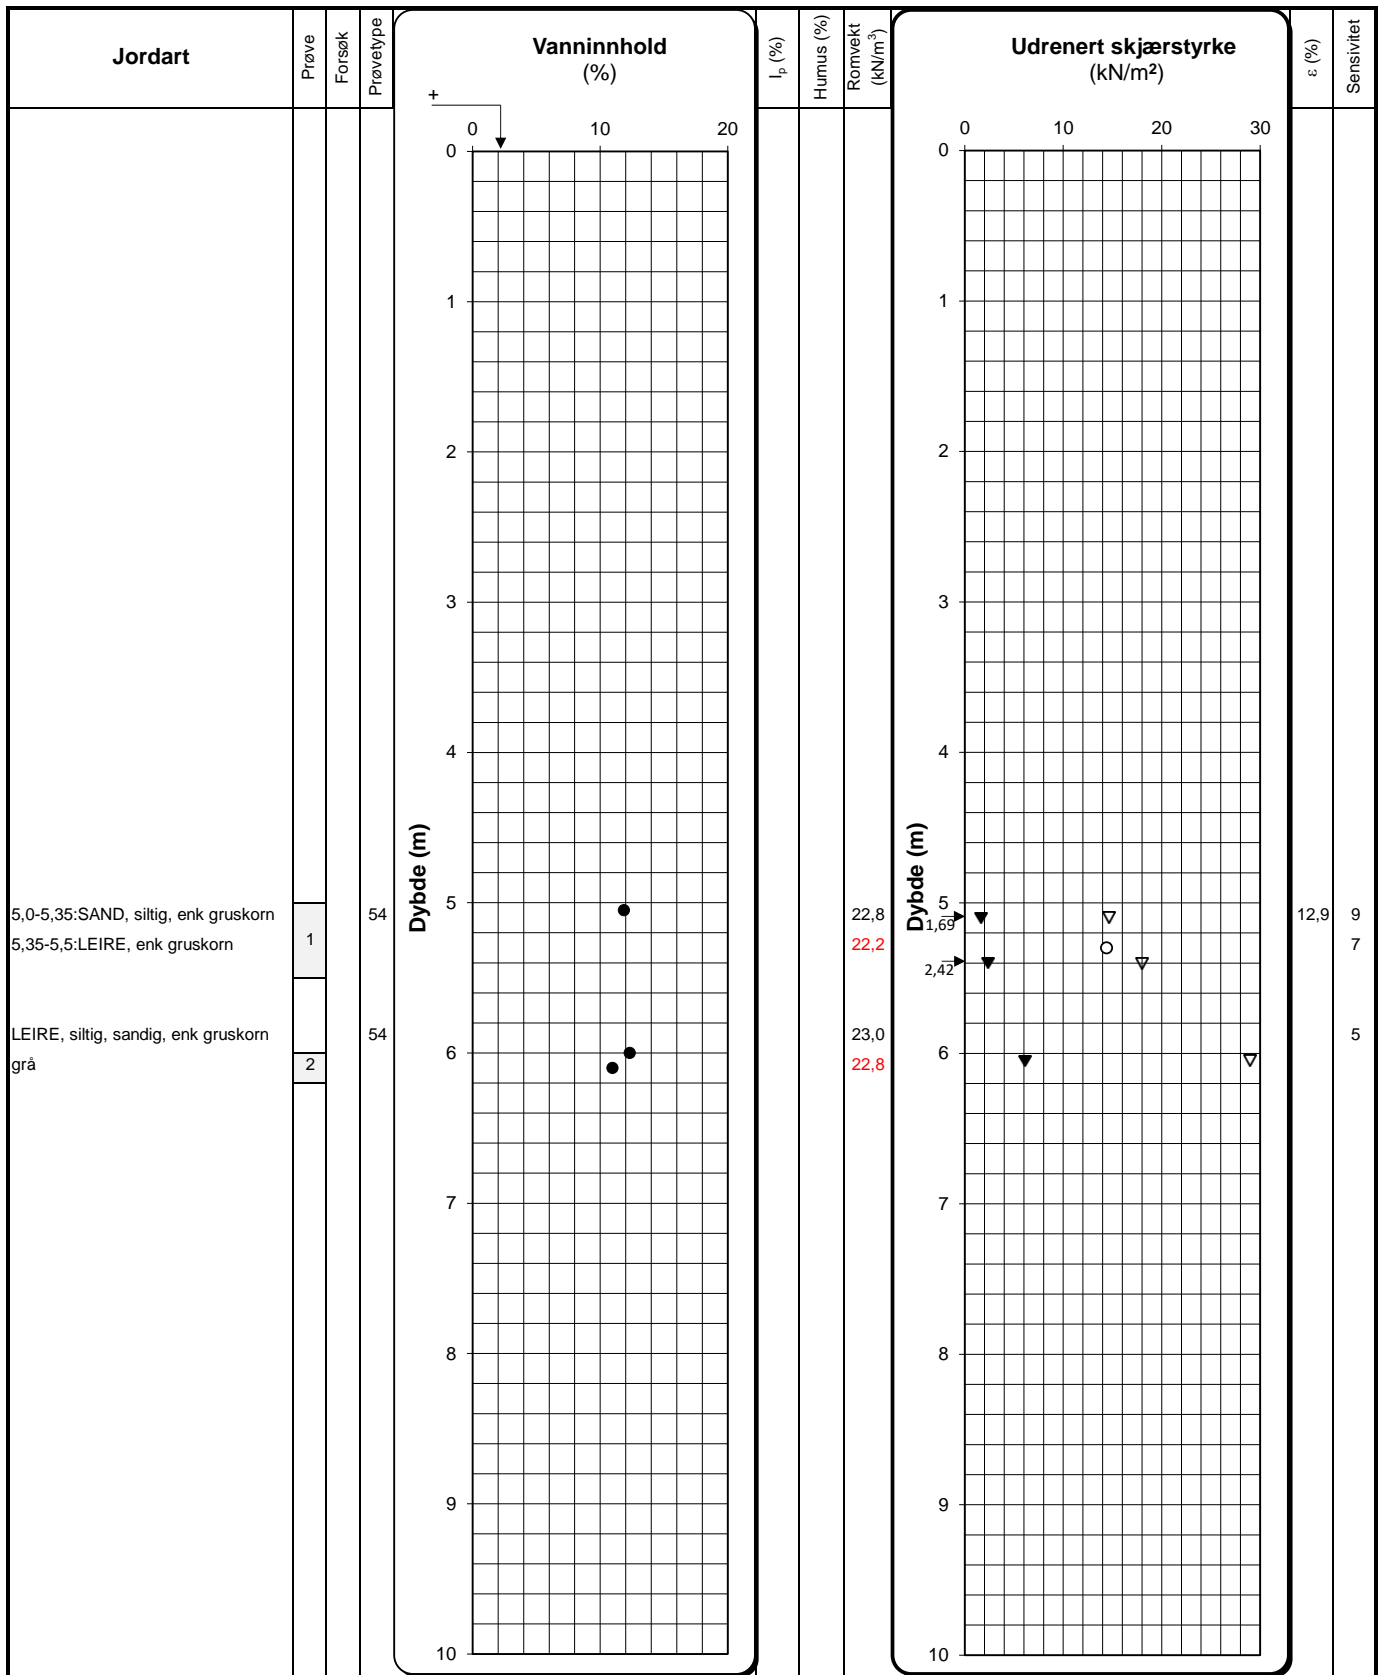 Jordart
Prøve
Forsøk
Prøvetype
Vanninnhold
(%)
Ip (%)
Humus (%)
Romvekt
(kN/m³)
Udrenert skjærstyrke
(kN/m²)
ε (%)
Sensivitet
+
0 10 20
0 10 20 30
0
1
2
3
4
5
6
7
8
9
10
Dybde (m)
0
1
2
3
4
5
6
7
8
9
10
Dybde (m)
5,0-5,35:SAND, siltig, enk gruskorn 54 22,8 1,69 12,9 9
5,35-5,5:LEIRE, enk gruskorn 1 22,2 2,42 7
LEIRE, siltig, sandig, enk gruskorn 54 23,0 5
grå 2 22,8